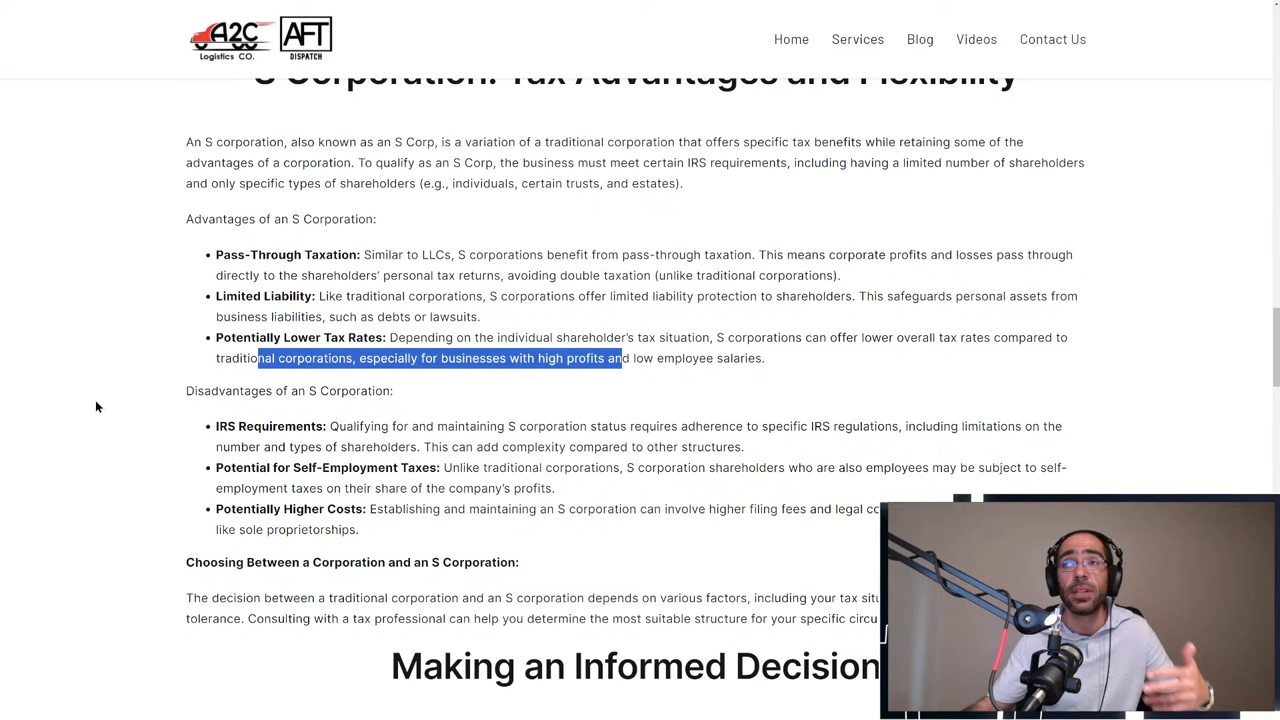 A2C
Logistics CO.
AFT
DISPATCH
Home
Services
Blog
Videos
Contact Us
S Corporation: Tax Advantages and Flexibility
An S corporation, also known as an S Corp, is a variation of a traditional corporation that offers specific tax benefits while retaining some of the
advantages of a corporation. To qualify as an S Corp, the business must meet certain IRS requirements, including having a limited number of shareholders
and only specific types of shareholders (e.g., individuals, certain trusts, and estates).
Advantages of an S Corporation:
• Pass-Through Taxation: Similar to LLCs, S corporations benefit from pass-through taxation. This means corporate profits and losses pass through
directly to the shareholders' personal tax returns, avoiding double taxation (unlike traditional corporations).
• Limited Liability: Like traditional corporations, S corporations offer limited liability protection to shareholders. This safeguards personal assets from
business liabilities, such as debts or lawsuits.
• Potentially Lower Tax Rates: Depending on the individual shareholder's tax situation, S corporations can offer lower overall tax rates compared to
traditional corporations, especially for businesses with high profits and low employee salaries.
Disadvantages of an S Corporation:
• IRS Requirements: Qualifying for and maintaining S corporation status requires adherence to specific IRS regulations, including limitations on the
number and types of shareholders. This can add complexity compared to other structures.
• Potential for Self-Employment Taxes: Unlike traditional corporations, S corporation shareholders who are also employees may be subject to self-
employment taxes on their share of the company's profits.
• Potentially Higher Costs: Establishing and maintaining an S corporation can involve higher filing fees and legal
like sole proprietorships.
Choosing Between a Corporation and an S Corporation:
The decision between a traditional corporation and an S corporation depends on various factors, including your tax
tolerance. Consulting with a tax professional can help you determine the most suitable structure for your specific
Making an Informed Decision